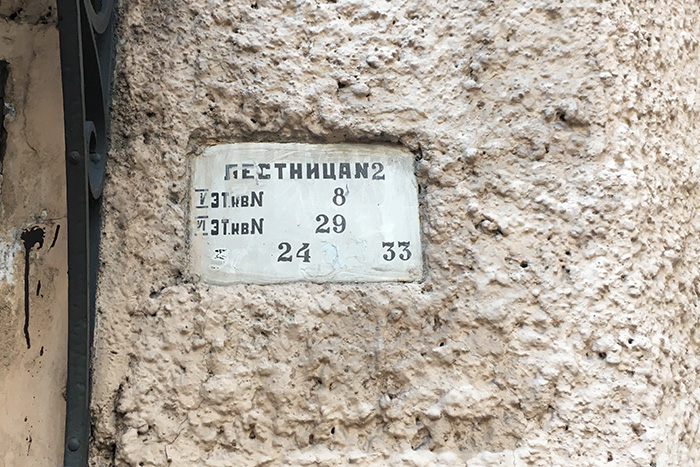 ЛЕСТНИЦА N2
V ЭТ.кв N 8
VI ЭТ.кв N 29
24 33